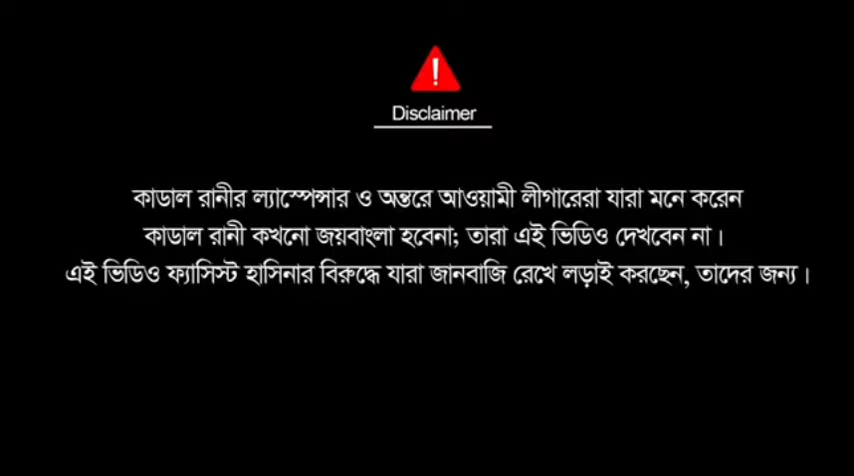 Disclaimer
কাডাল রানীর ল্যাস্পেন্সার ও অন্তরে আওয়ামী লীগারেরা যারা মনে করেন
কাডাল রানী কখনো জয়বাংলা হবেনা; তারা এই ভিডিও দেখবেন না।
এই ভিডিও ফ্যাসিস্ট হাসিনার বিরুদ্ধে যারা জানবাজি রেখে লড়াই করছেন, তাদের জন্য।